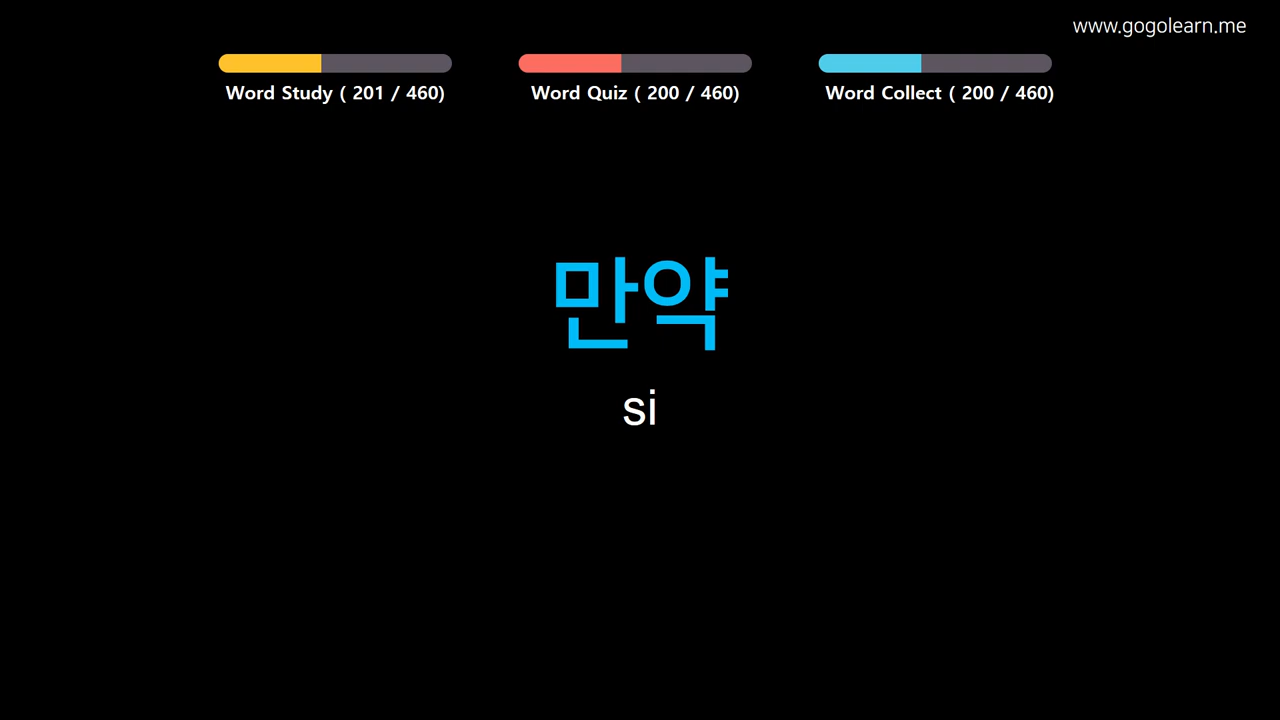 www.gogolearn.me
Word Study ( 201 / 460)
Word Quiz ( 200 / 460)
Word Collect ( 200 / 460)
만약
si